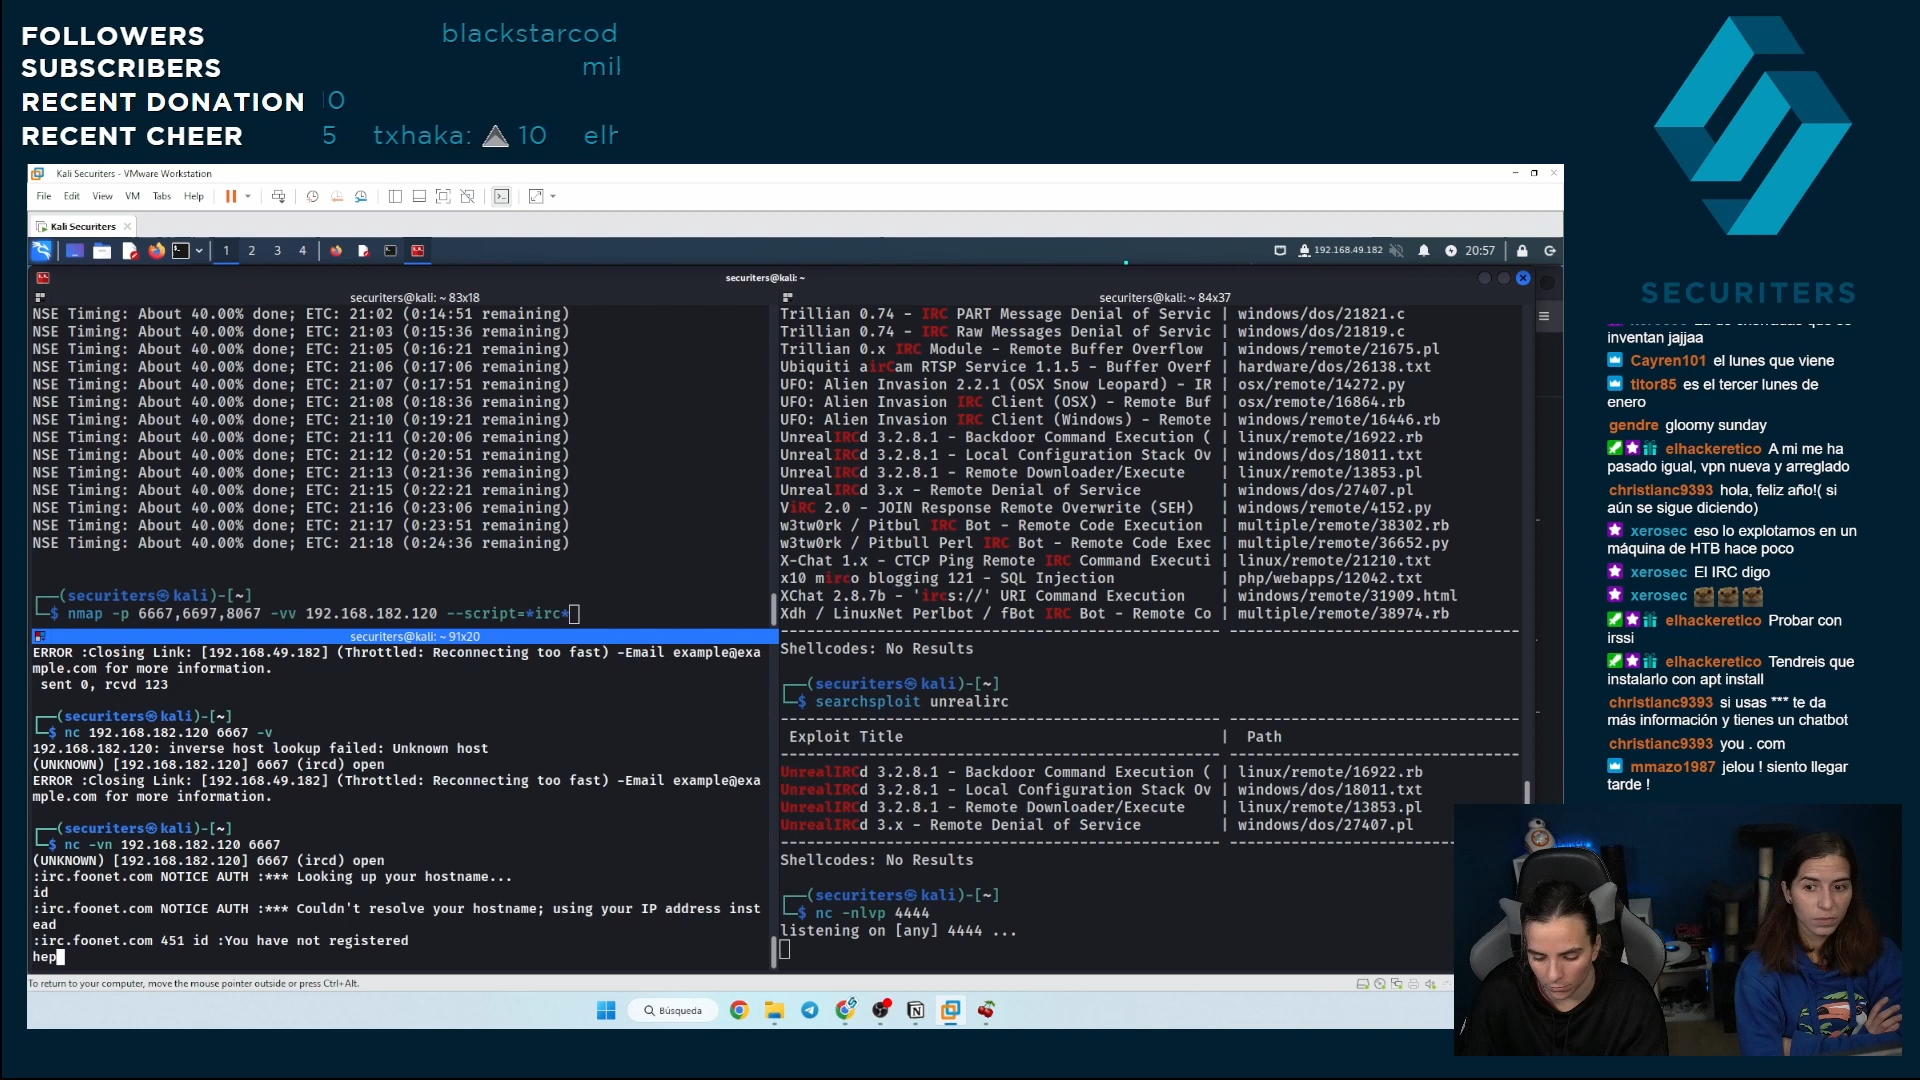 FOLLOWERS
blackstarcod
SUBSCRIBERS
mil
RECENT DONATION
0
RECENT CHEER
5 txhaka: 10 elh
Kali Securiters - VMware Workstation
File Edit View VM Tabs Help
Kali Securiters
1 2 3 4
192.168.49.182
20:57
securiters@kali: ~
securiters@kali: ~ 83x18
NSE Timing: About 40.00% done; ETC: 21:02 (0:14:51 remaining)
NSE Timing: About 40.00% done; ETC: 21:03 (0:15:36 remaining)
NSE Timing: About 40.00% done; ETC: 21:05 (0:16:21 remaining)
NSE Timing: About 40.00% done; ETC: 21:06 (0:17:06 remaining)
NSE Timing: About 40.00% done; ETC: 21:07 (0:17:51 remaining)
NSE Timing: About 40.00% done; ETC: 21:08 (0:18:36 remaining)
NSE Timing: About 40.00% done; ETC: 21:10 (0:19:21 remaining)
NSE Timing: About 40.00% done; ETC: 21:11 (0:20:06 remaining)
NSE Timing: About 40.00% done; ETC: 21:12 (0:20:51 remaining)
NSE Timing: About 40.00% done; ETC: 21:13 (0:21:36 remaining)
NSE Timing: About 40.00% done; ETC: 21:15 (0:22:21 remaining)
NSE Timing: About 40.00% done; ETC: 21:16 (0:23:06 remaining)
NSE Timing: About 40.00% done; ETC: 21:17 (0:23:51 remaining)
NSE Timing: About 40.00% done; ETC: 21:18 (0:24:36 remaining)
(securiters㉿kali)-[~]
$ nmap -p 6667,6697,8067 -vv 192.168.182.120 --script=*irc*
securiters@kali: ~ 91x20
ERROR :Closing Link: [192.168.49.182] (Throttled: Reconnecting too fast) -Email example@exa
mple.com for more information.
sent 0, rcvd 123
(securiters㉿kali)-[~]
$ nc 192.168.182.120 6667 -v
192.168.182.120: inverse host lookup failed: Unknown host
(UNKNOWN) [192.168.182.120] 6667 (ircd) open
ERROR :Closing Link: [192.168.49.182] (Throttled: Reconnecting too fast) -Email example@exa
mple.com for more information.
(securiters㉿kali)-[~]
$ nc -vn 192.168.182.120 6667
(UNKNOWN) [192.168.182.120] 6667 (ircd) open
:irc.foonet.com NOTICE AUTH :*** Looking up your hostname...
id
:irc.foonet.com NOTICE AUTH :*** Couldn't resolve your hostname; using your IP address inst
ead
:irc.foonet.com 451 id :You have not registered
hep
securiters@kali: ~ 84x37
Trillian 0.74 - IRC PART Message Denial of Servic | windows/dos/21821.c
Trillian 0.74 - IRC Raw Messages Denial of Servic | windows/dos/21819.c
Trillian 0.x IRC Module - Remote Buffer Overflow | windows/remote/21675.pl
Ubiquiti airCam RTSP Service 1.1.5 - Buffer Overf | hardware/dos/26138.txt
UFO: Alien Invasion 2.2.1 (OSX Snow Leopard) - IR | osx/remote/14272.py
UFO: Alien Invasion IRC Client (OSX) - Remote Buf | osx/remote/16864.rb
UFO: Alien Invasion IRC Client (Windows) - Remote | windows/remote/16446.rb
UnrealIRCd 3.2.8.1 - Backdoor Command Execution ( | linux/remote/16922.rb
UnrealIRCd 3.2.8.1 - Local Configuration Stack Ov | windows/dos/18011.txt
UnrealIRCd 3.2.8.1 - Remote Downloader/Execute | linux/remote/13853.pl
UnrealIRCd 3.x - Remote Denial of Service | windows/dos/27407.pl
ViRC 2.0 - JOIN Response Remote Overwrite (SEH) | windows/remote/4152.py
w3tw0rk / Pitbul IRC Bot - Remote Code Execution | multiple/remote/38302.rb
w3tw0rk / Pitbull Perl IRC Bot - Remote Code Exec | multiple/remote/36652.py
X-Chat 1.x - CTCP Ping Remote IRC Command Executi | linux/remote/21210.txt
x10 mirco blogging 121 - SQL Injection | php/webapps/12042.txt
XChat 2.8.7b - 'ircs://' URI Command Execution | windows/remote/31909.html
Xdh / LinuxNet Perlbot / fBot IRC Bot - Remote Co | multiple/remote/38974.rb
Shellcodes: No Results
(securiters㉿kali)-[~]
$ searchsploit unrealirc
Exploit Title | Path
UnrealIRCd 3.2.8.1 - Backdoor Command Execution ( | linux/remote/16922.rb
UnrealIRCd 3.2.8.1 - Local Configuration Stack Ov | windows/dos/18011.txt
UnrealIRCd 3.2.8.1 - Remote Downloader/Execute | linux/remote/13853.pl
UnrealIRCd 3.x - Remote Denial of Service | windows/dos/27407.pl
Shellcodes: No Results
(securiters㉿kali)-[~]
$ nc -nlvp 4444
listening on [any] 4444 ...
To return to your computer, move the mouse pointer outside or press Ctrl+Alt.
Búsqueda
SECURITERS
inventan jajjaa
Cayren101 el lunes que viene
tltor85 es el tercer lunes de
enero
gendre gloomy sunday
elhackeretico A mi me ha
pasado igual, vpn nueva y arreglado
christianc9393 hola, feliz año!( si
aún se sigue diciendo)
xerosec eso lo explotamos en un
máquina de HTB hace poco
xerosec El IRC digo
xerosec
elhackeretico Probar con
irssi
elhackeretico Tendreis que
instalarlo con apt install
christianc9393 si usas *** te da
más información y tienes un chatbot
christianc9393 you . com
mmazo1987 jelou ! siento llegar
tarde !